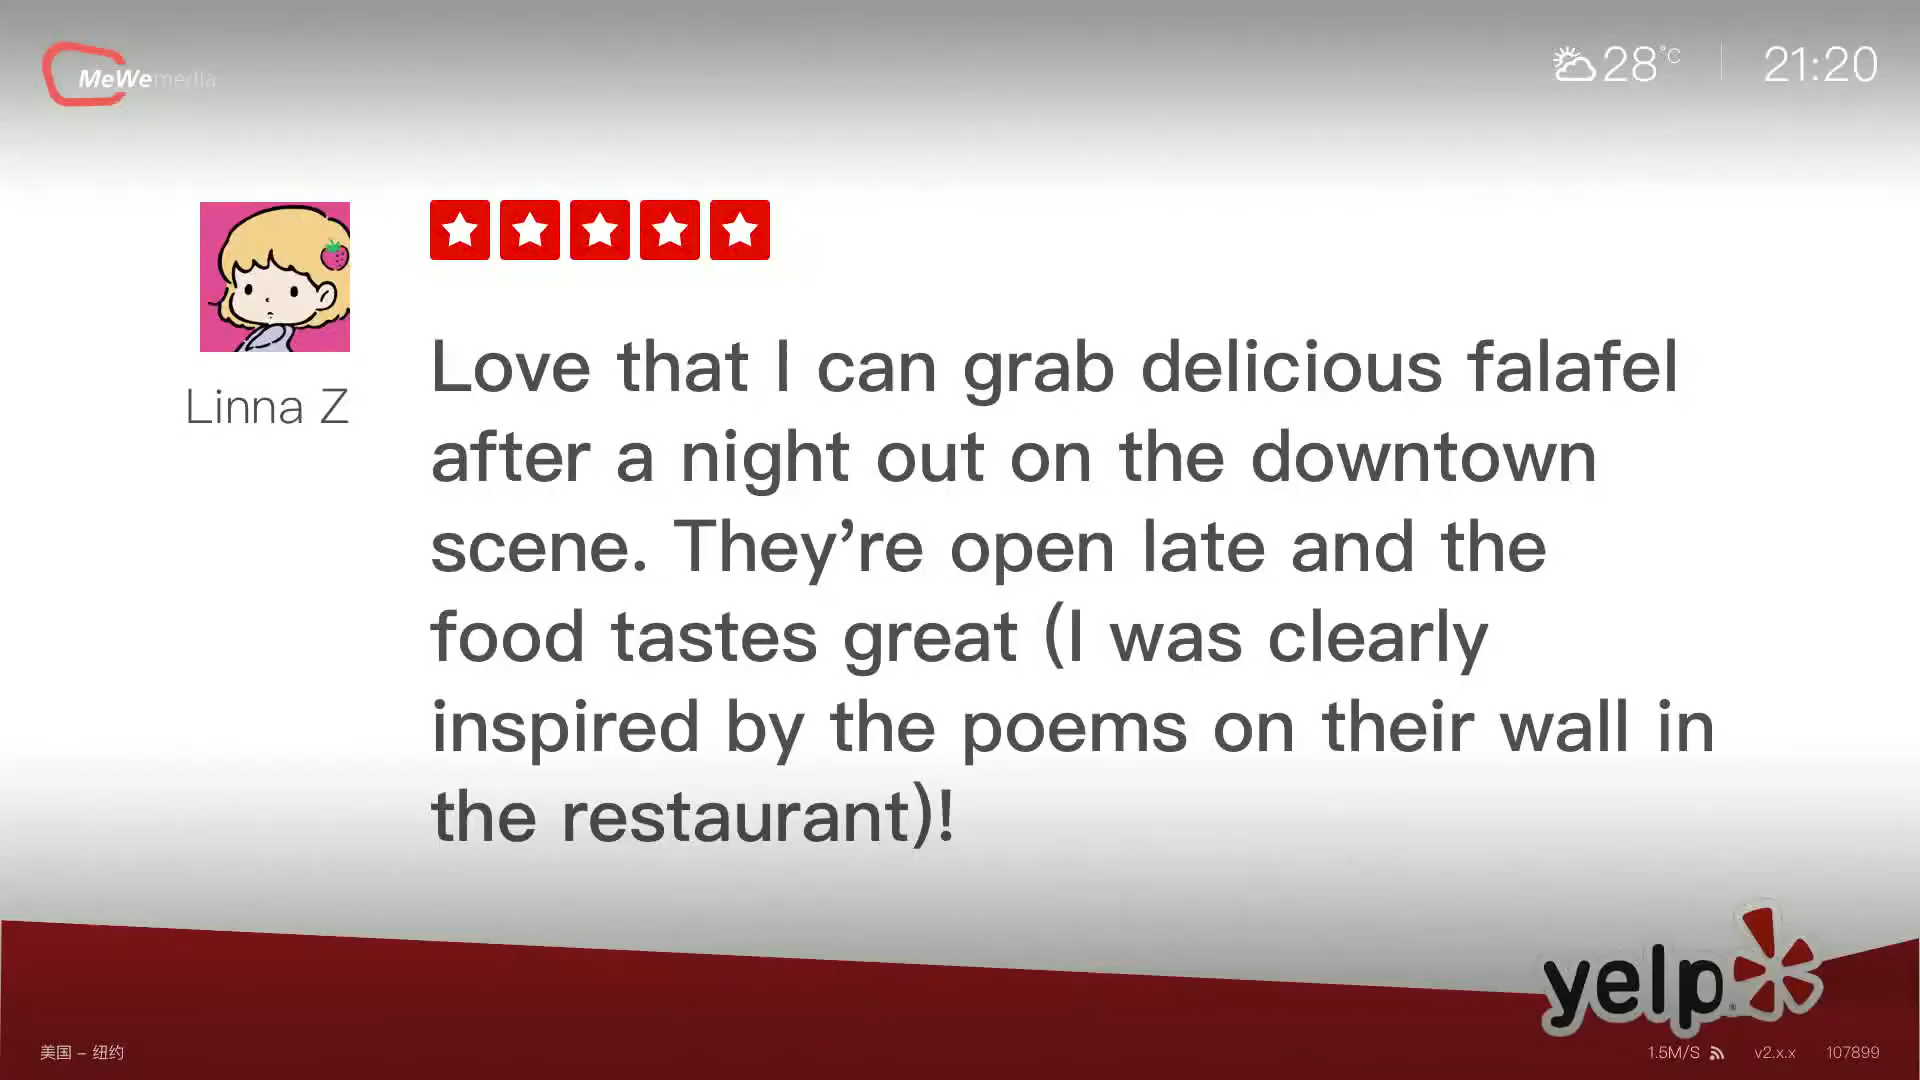 MeWemedia
28°C
21:20
Linna Z
Love that I can grab delicious falafel
after a night out on the downtown
scene. They’re open late and the
food tastes great (I was clearly
inspired by the poems on their wall in
the restaurant)!
yelp
美国 – 纽约
1.5M/S
v2.x.x
107899